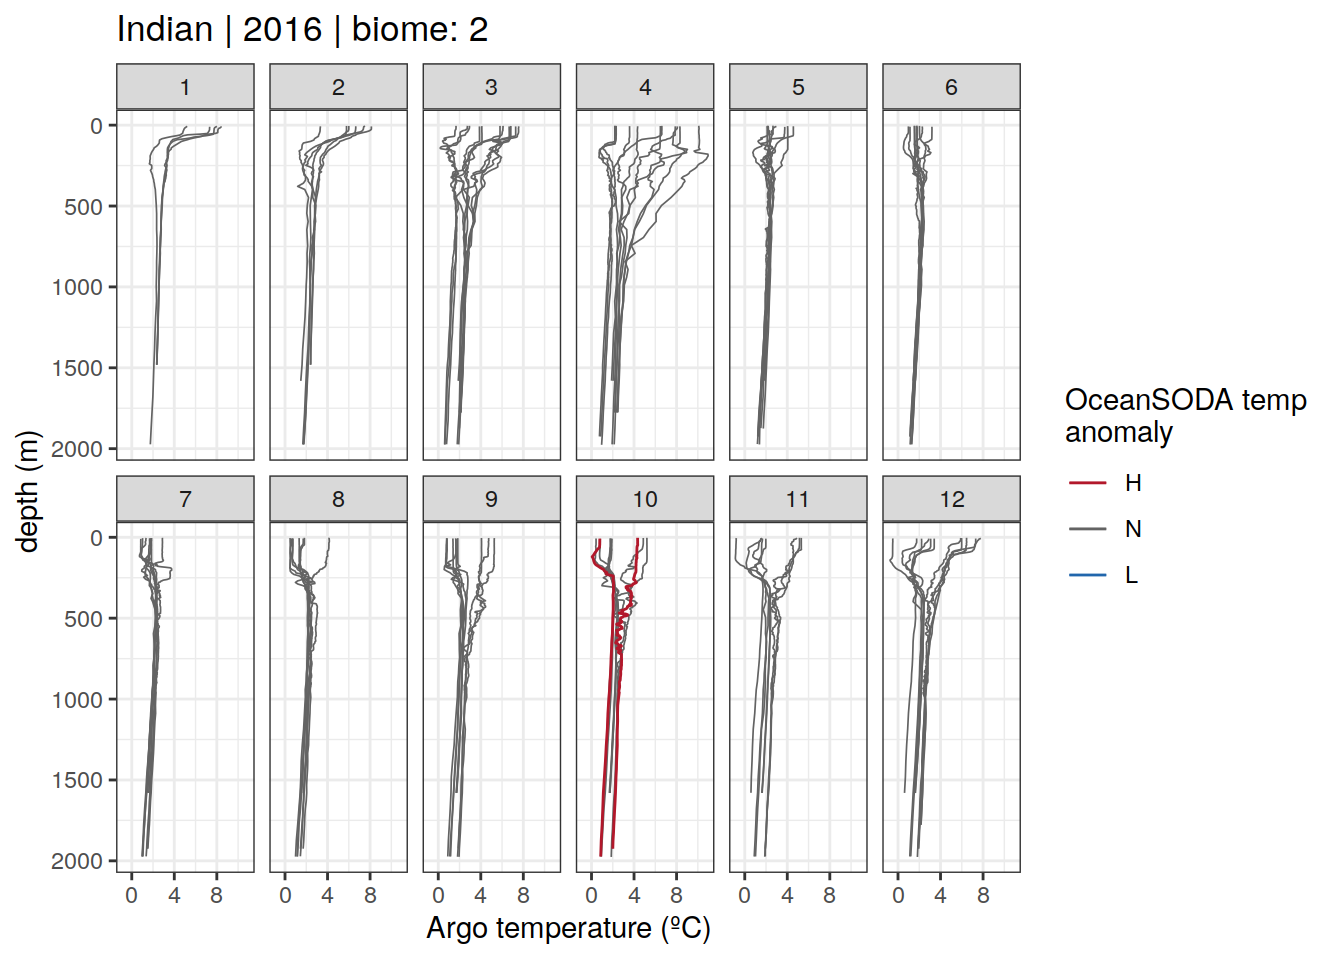 Indian | 2016 | biome: 2
1 2 3 4 5 6
0
500
1000
1500
2000
7 8 9 10 11 12
0
500
1000
1500
2000
0 4 8 0 4 8 0 4 8 0 4 8 0 4 8 0 4 8
Argo temperature (ºC)
depth (m)
OceanSODA temp
anomaly
H
N
L